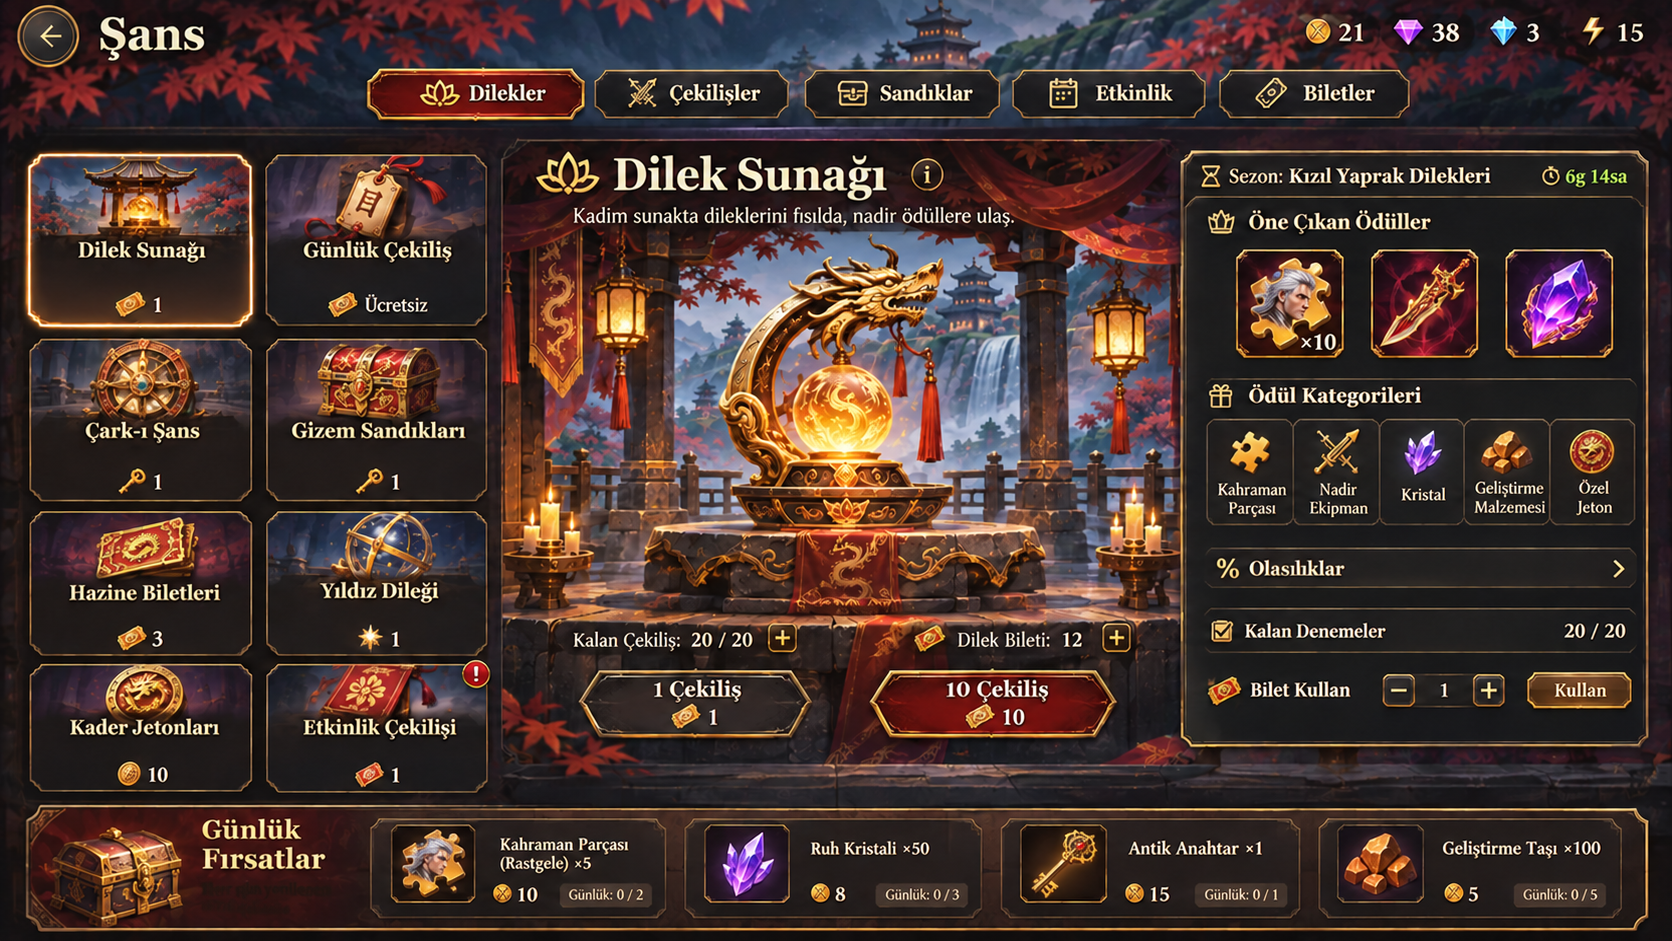 Şans
21
38
3
15
Dilekler
Çekilişler
Sandıklar
Etkinlik
Biletler
Dilek Sunağı
1
Günlük Çekiliş
Ücretsiz
Çark-ı Şans
1
Gizem Sandıkları
1
Hazine Biletleri
3
Yıldız Dileği
1
Kader Jetonları
10
Etkinlik Çekilişi
!
1
Dilek Sunağı
i
Kadim sunakta dileklerini fısılda, nadir ödüllere ulaş.
Kalan Çekiliş: 20 / 20 +
Dilek Bileti: 12 +
1 Çekiliş
1
10 Çekiliş
10
Sezon: Kızıl Yaprak Dilekleri
6g 14sa
Öne Çıkan Ödüller
×10
Ödül Kategorileri
Kahraman
Parçası
Nadir
Ekipman
Kristal
Geliştirme
Malzemesi
Özel
Jeton
% Olasılıklar
Kalan Denemeler 20 / 20
Bilet Kullan − 1 + Kullan
Günlük
Fırsatlar
Kahraman Parçası
(Rastgele) ×5
10
Günlük: 0 / 2
Ruh Kristali ×50
8
Günlük: 0 / 3
Antik Anahtar ×1
15
Günlük: 0 / 1
Geliştirme Taşı ×100
5
Günlük: 0 / 5